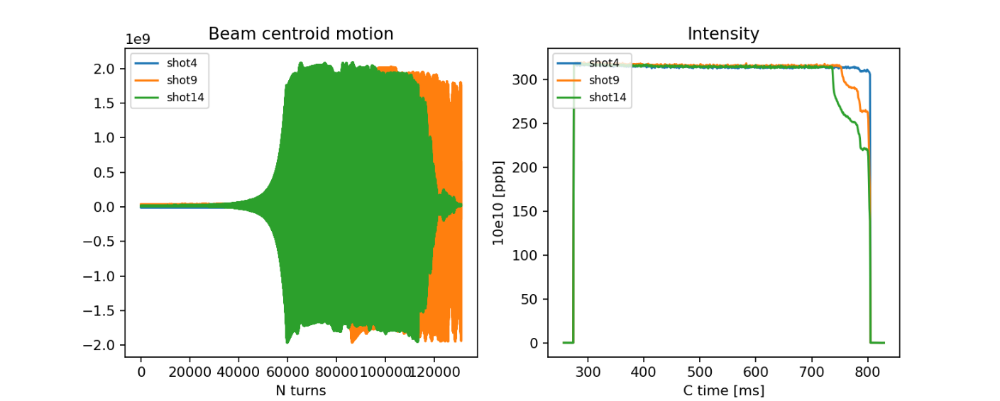 Beam centroid motion
1e9
shot4
shot9
shot14
2.0
1.5
1.0
0.5
0.0
−0.5
−1.0
−1.5
−2.0
0 20000 40000 60000 80000 100000 120000
N turns
Intensity
shot4
shot9
shot14
10e10 [ppb]
300
250
200
150
100
50
0
300 400 500 600 700 800
C time [ms]